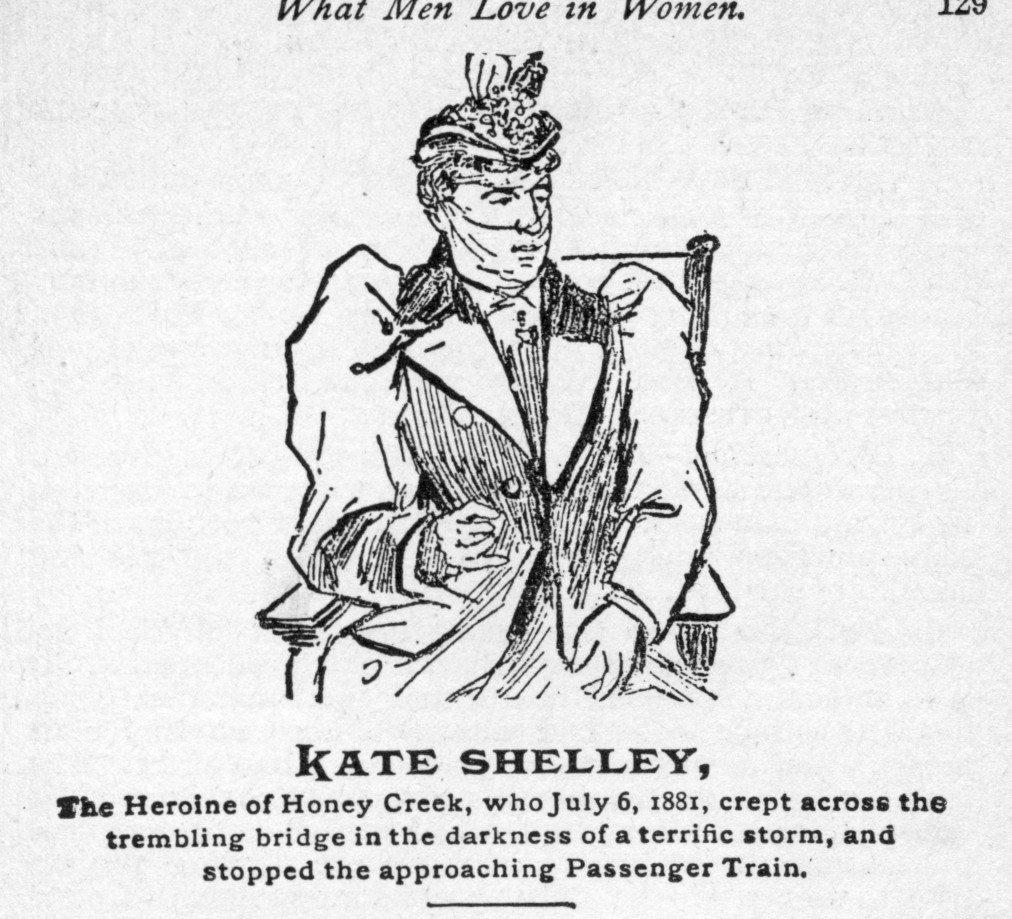 What Men Love in Women. 129
KATE SHELLEY,
The Heroine of Honey Creek, who July 6, 1881, crept across the
trembling bridge in the darkness of a terrific storm, and
stopped the approaching Passenger Train.